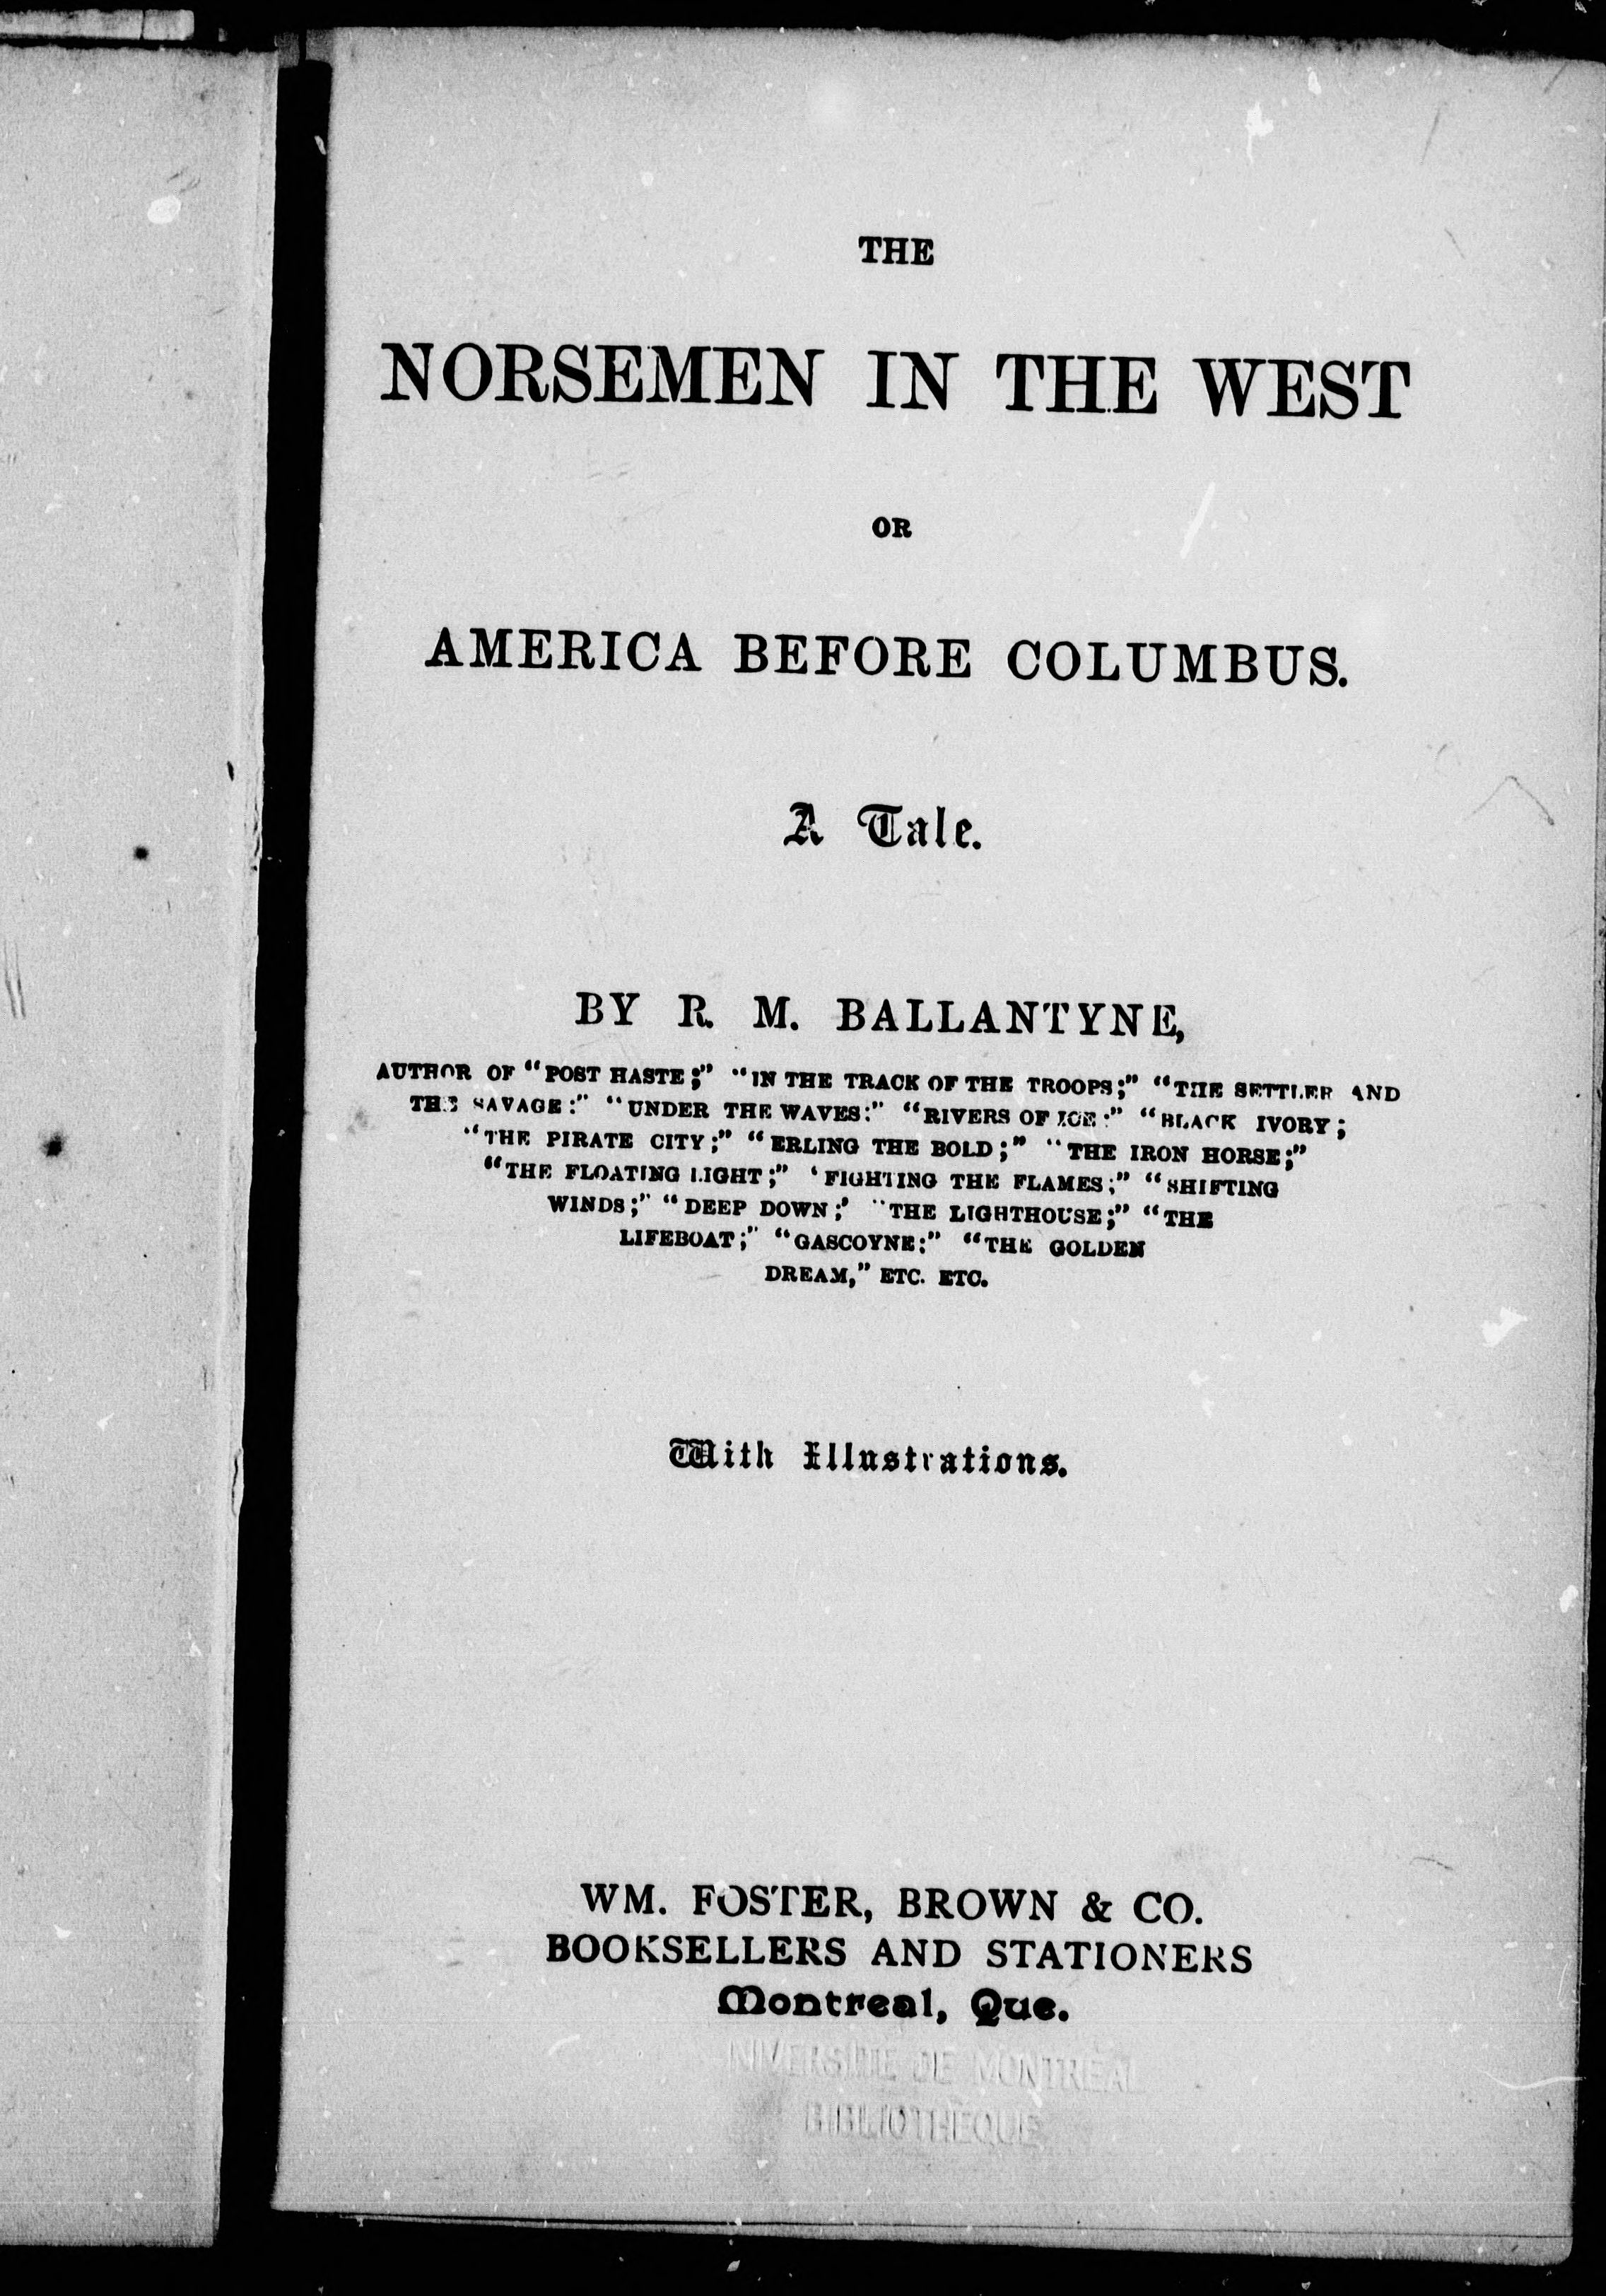 THE
NORSEMEN IN THE WEST
OR
AMERICA BEFORE COLUMBUS.
A Tale.
BY R. M. BALLANTYNE,
AUTHOR OF "POST HASTE;" "IN THE TRACK OF THE TROOPS;" "THE SETTLER AND
THE SAVAGE:" "UNDER THE WAVES:" "RIVERS OF ICE:" "BLACK IVORY;
"THE PIRATE CITY;" "ERLING THE BOLD;" "THE IRON HORSE;"
"THE FLOATING LIGHT;" 'FIGHTING THE FLAMES;" "SHIFTING
WINDS;" "DEEP DOWN;' "THE LIGHTHOUSE;" "THE
LIFEBOAT;" "GASCOYNE:" "THE GOLDEN
DREAM," ETC. ETC.
With Illustrations.
WM. FOSTER, BROWN & CO.
BOOKSELLERS AND STATIONERS
Montreal, Que.
NIVERSITE DE MONTRÉAL
BIBLIOTHÈQUE